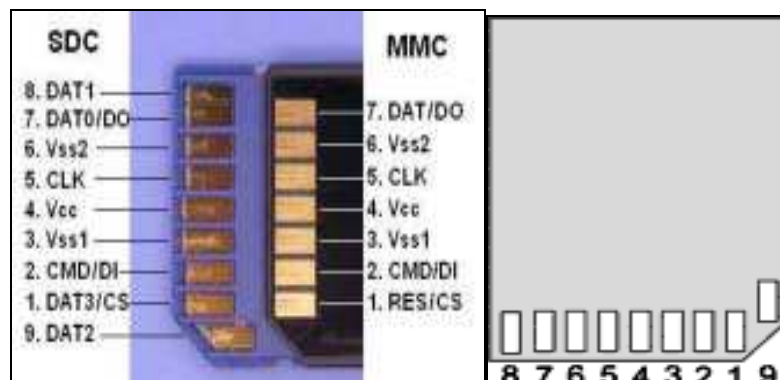 SDC
8. DAT1
7. DAT0/DO
6. Vss2
5. CLK
4. Vcc
3. Vss1
2. CMD/DI
1. DAT3/CS
9. DAT2
MMC
7. DAT/DO
6. Vss2
5. CLK
4. Vcc
3. Vss1
2. CMD/DI
1. RES/CS
8 7 6 5 4 3 2 1 9